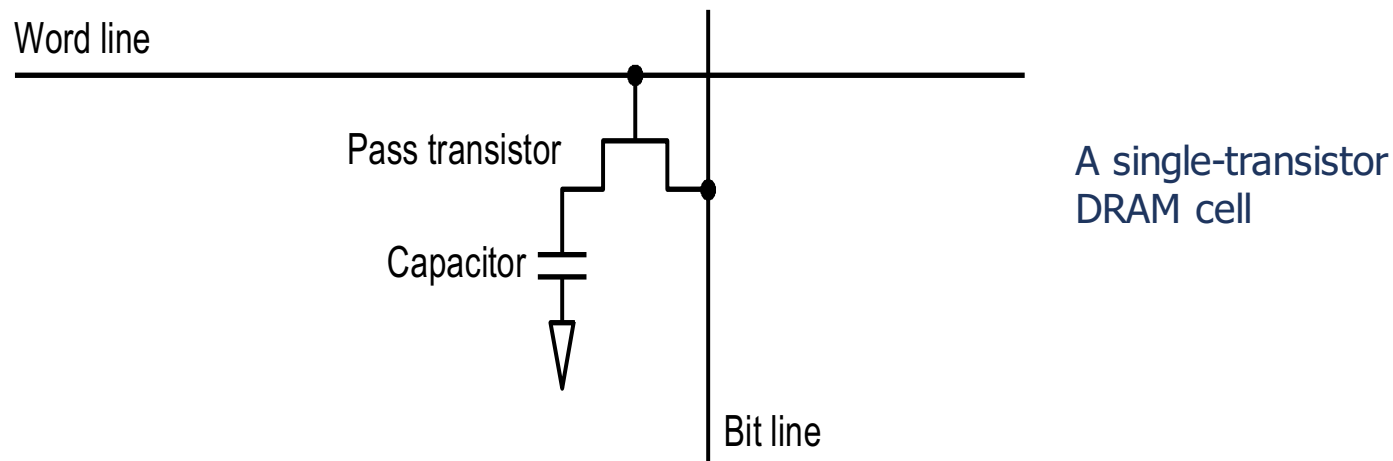 Word line
Pass transistor
A single-transistor
DRAM cell
Capacitor
Bit line